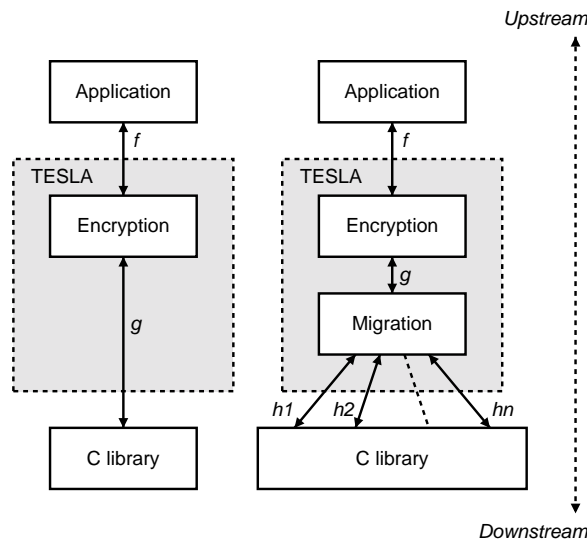 Upstream
Application
f
TESLA
Encryption
g
C library
Application
f
TESLA
Encryption
g
Migration
h1
h2
hn
C library
Downstream